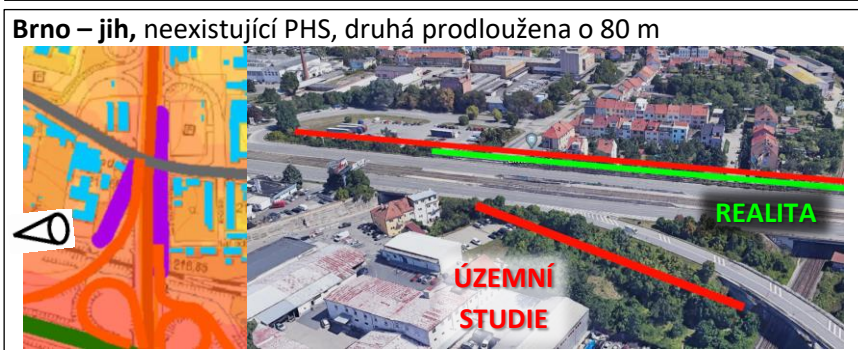 Brno – jih, neexistující PHS, druhá prodloužena o 80 m
REALITA
ÚZEMNÍ
STUDIE